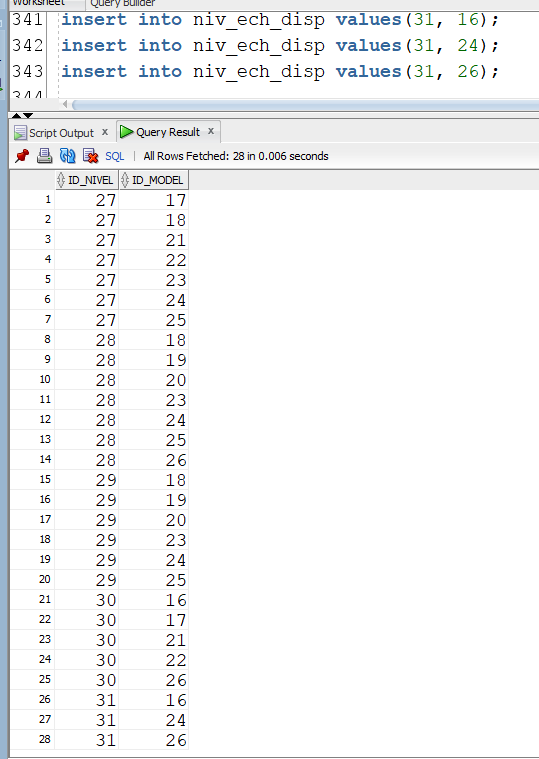 Worksheet Query Builder
341 insert into niv_ech_disp values(31, 16);
342 insert into niv_ech_disp values(31, 24);
343 insert into niv_ech_disp values(31, 26);
344
Script Output x Query Result x
SQL | All Rows Fetched: 28 in 0.006 seconds
ID_NIVEL ID_MODEL
1 27 17
2 27 18
3 27 21
4 27 22
5 27 23
6 27 24
7 27 25
8 28 18
9 28 19
10 28 20
11 28 23
12 28 24
13 28 25
14 28 26
15 29 18
16 29 19
17 29 20
18 29 23
19 29 24
20 29 25
21 30 16
22 30 17
23 30 21
24 30 22
25 30 26
26 31 16
27 31 24
28 31 26